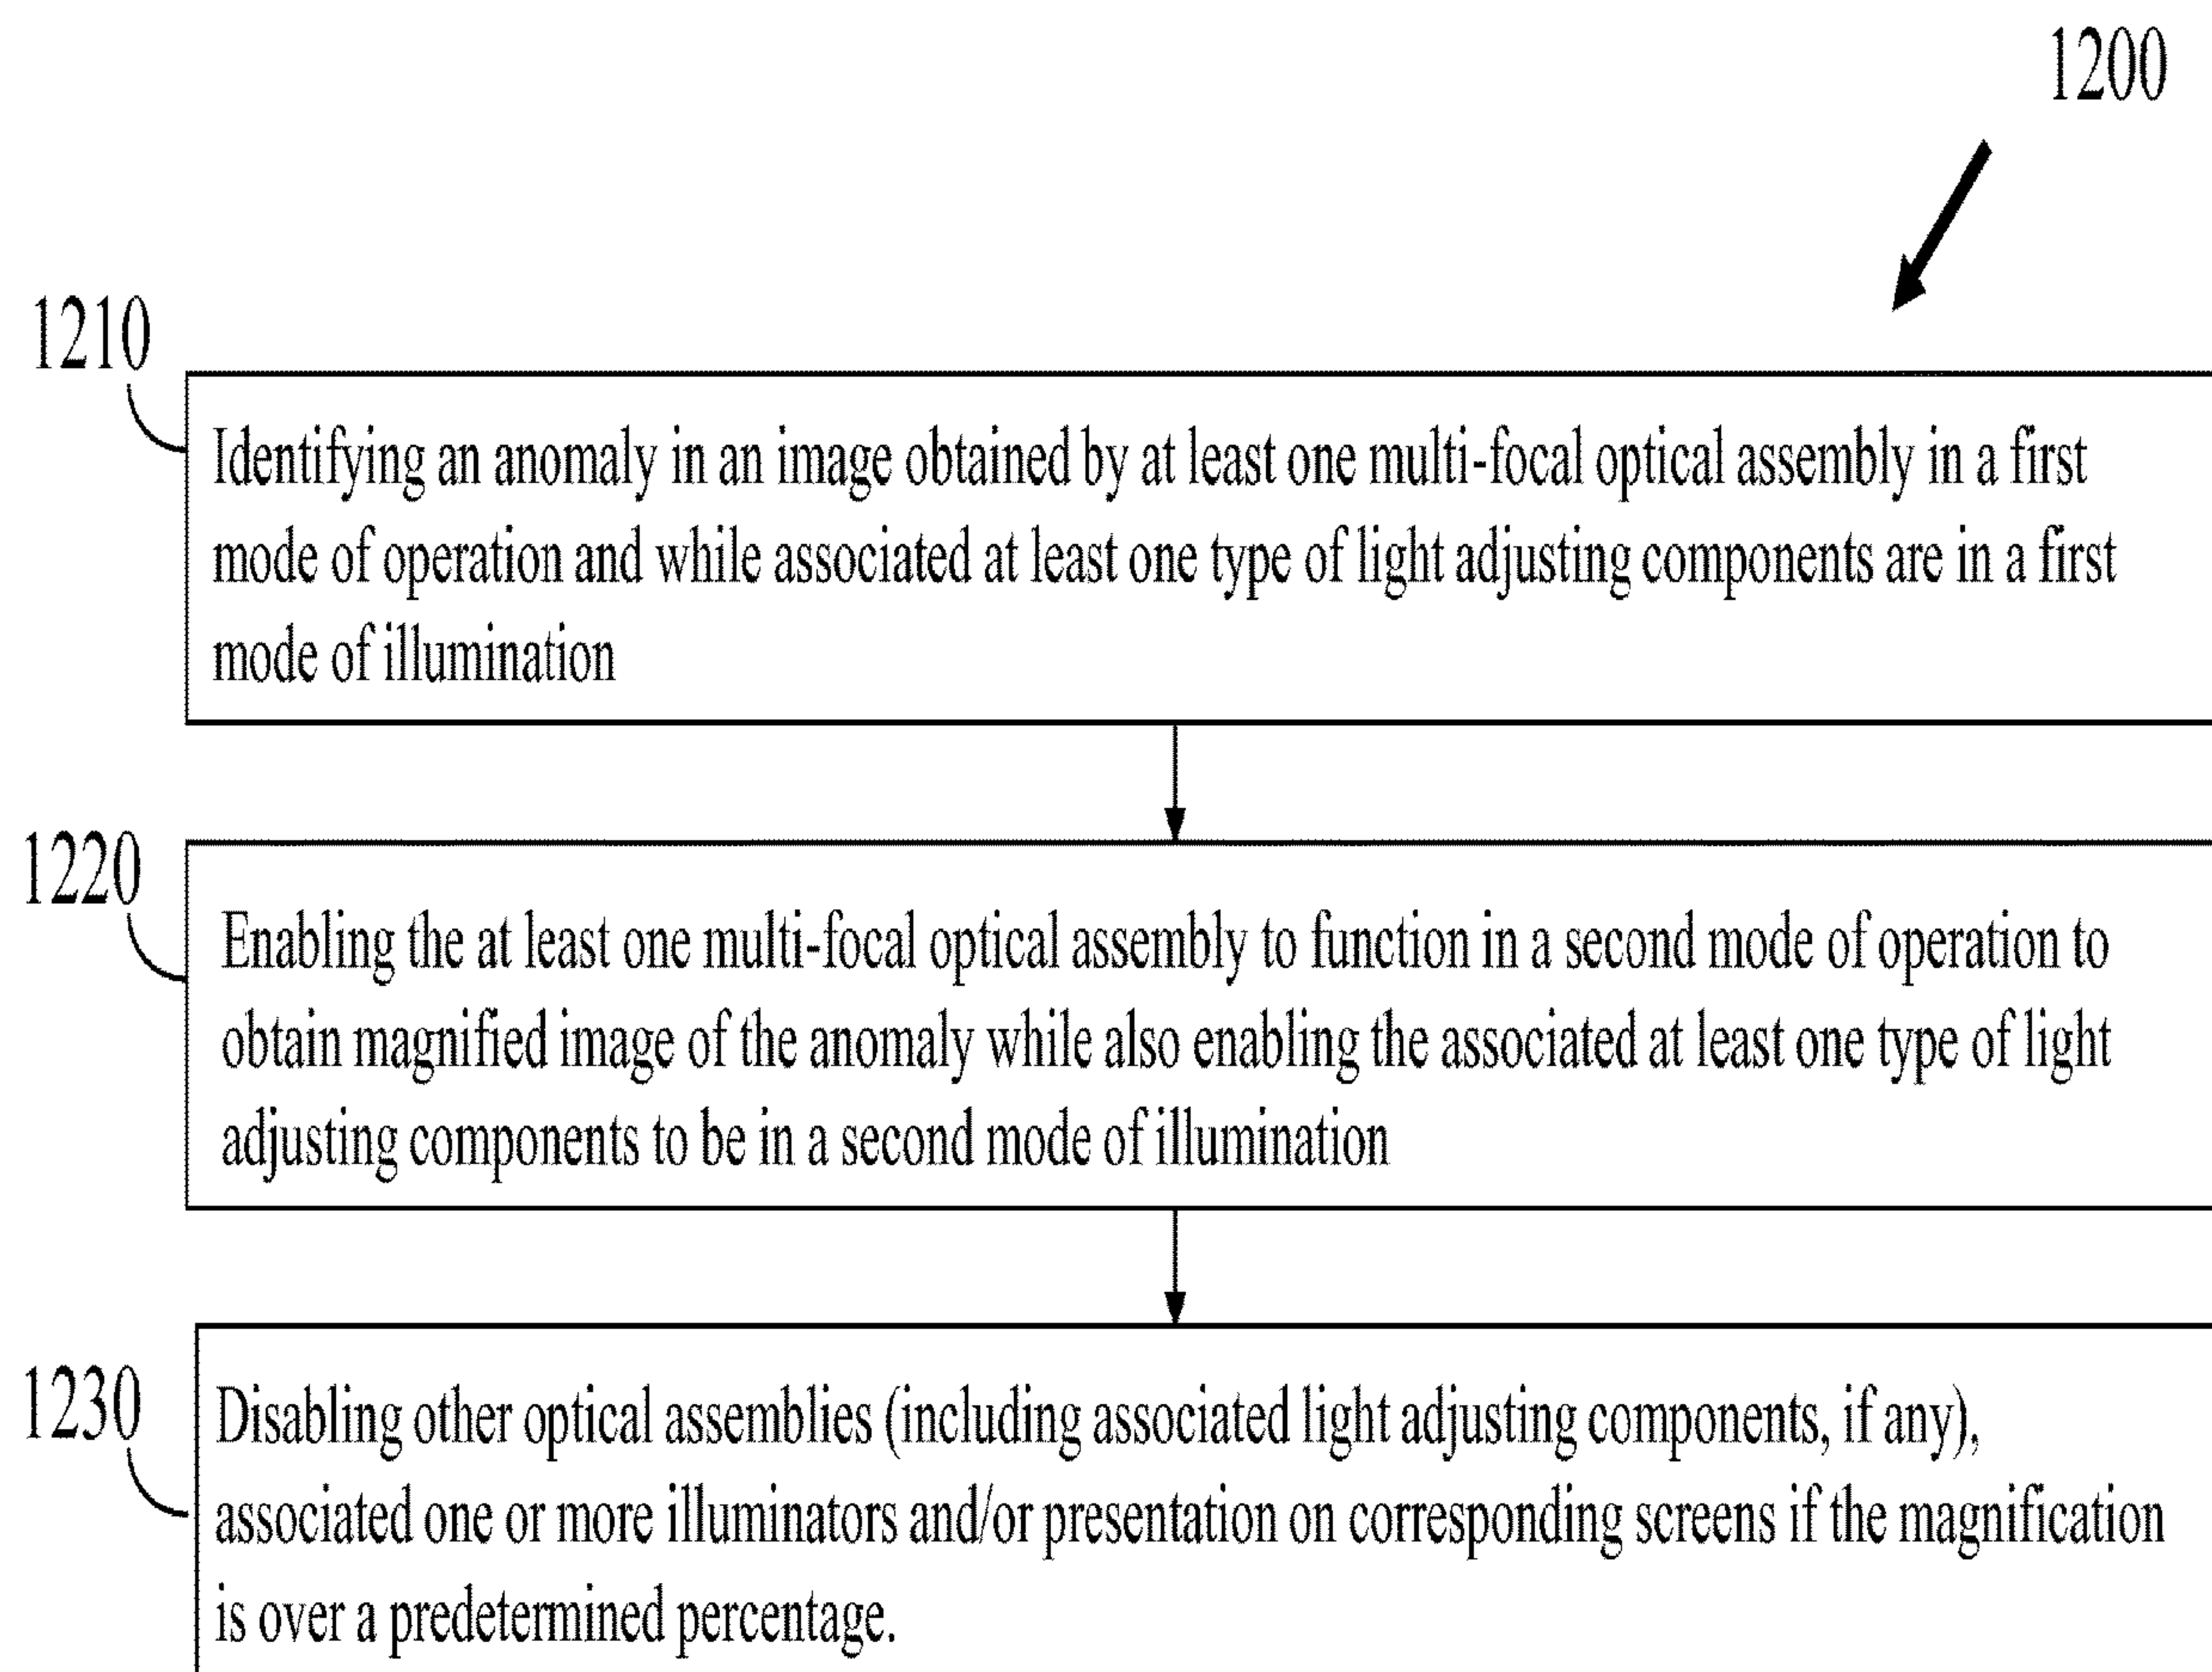 1200
1210
Identifying an anomaly in an image obtained by at least one multi-focal optical assembly in a first
mode of operation and while associated at least one type of light adjusting components are in a first
mode of illumination
1220
Enabling the at least one multi-focal optical assembly to function in a second mode of operation to
obtain magnified image of the anomaly while also enabling the associated at least one type of light
adjusting components to be in a second mode of illumination
1230
Disabling other optical assemblies (including associated light adjusting components, if any),
associated one or more illuminators and/or presentation on corresponding screens if the magnification
is over a predetermined percentage.